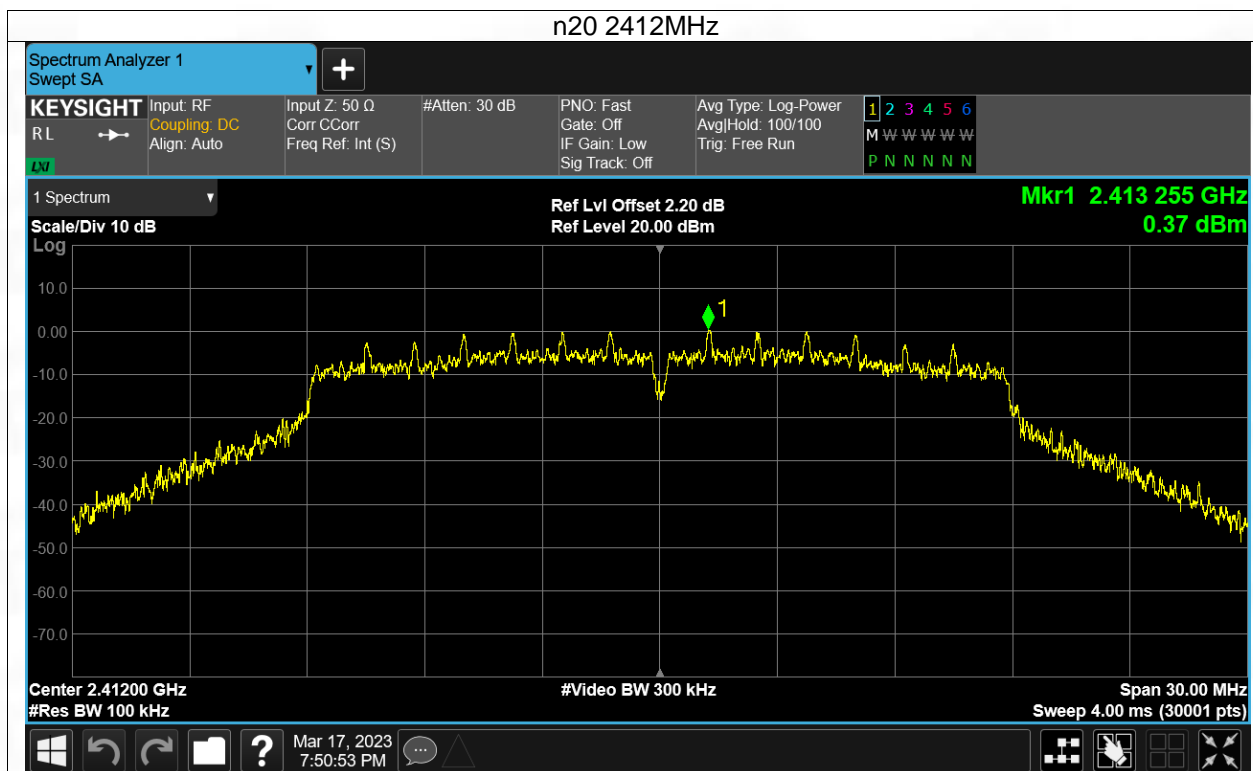 n20 2412MHz
Spectrum Analyzer 1
Swept SA
+
KEYSIGHT
RL
LXI
Input: RF
Coupling: DC
Align: Auto
Input Z: 50 Ω
Corr CCorr
Freq Ref: Int (S)
#Atten: 30 dB
PNO: Fast
Gate: Off
IF Gain: Low
Sig Track: Off
Avg Type: Log-Power
Avg|Hold: 100/100
Trig: Free Run
1 2 3 4 5 6
M W W W W W
P N N N N N
1 Spectrum
Scale/Div 10 dB
Ref Lvl Offset 2.20 dB
Ref Level 20.00 dBm
Mkr1 2.413 255 GHz
0.37 dBm
Log
10.0
0.00
-10.0
-20.0
-30.0
-40.0
-50.0
-60.0
-70.0
1
Center 2.41200 GHz
#Res BW 100 kHz
#Video BW 300 kHz
Span 30.00 MHz
Sweep 4.00 ms (30001 pts)
?
Mar 17, 2023
7:50:53 PM